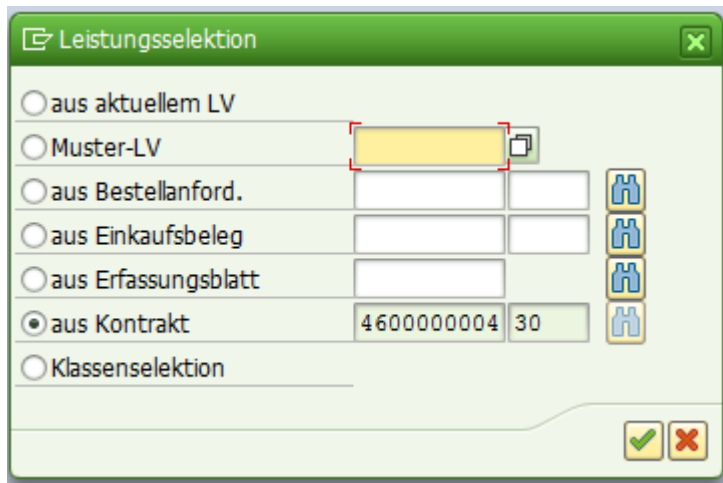 Leistungsselektion
aus aktuellem LV
Muster-LV
aus Bestellanford.
aus Einkaufsbeleg
aus Erfassungsblatt
aus Kontrakt 4600000004 30
Klassenselektion